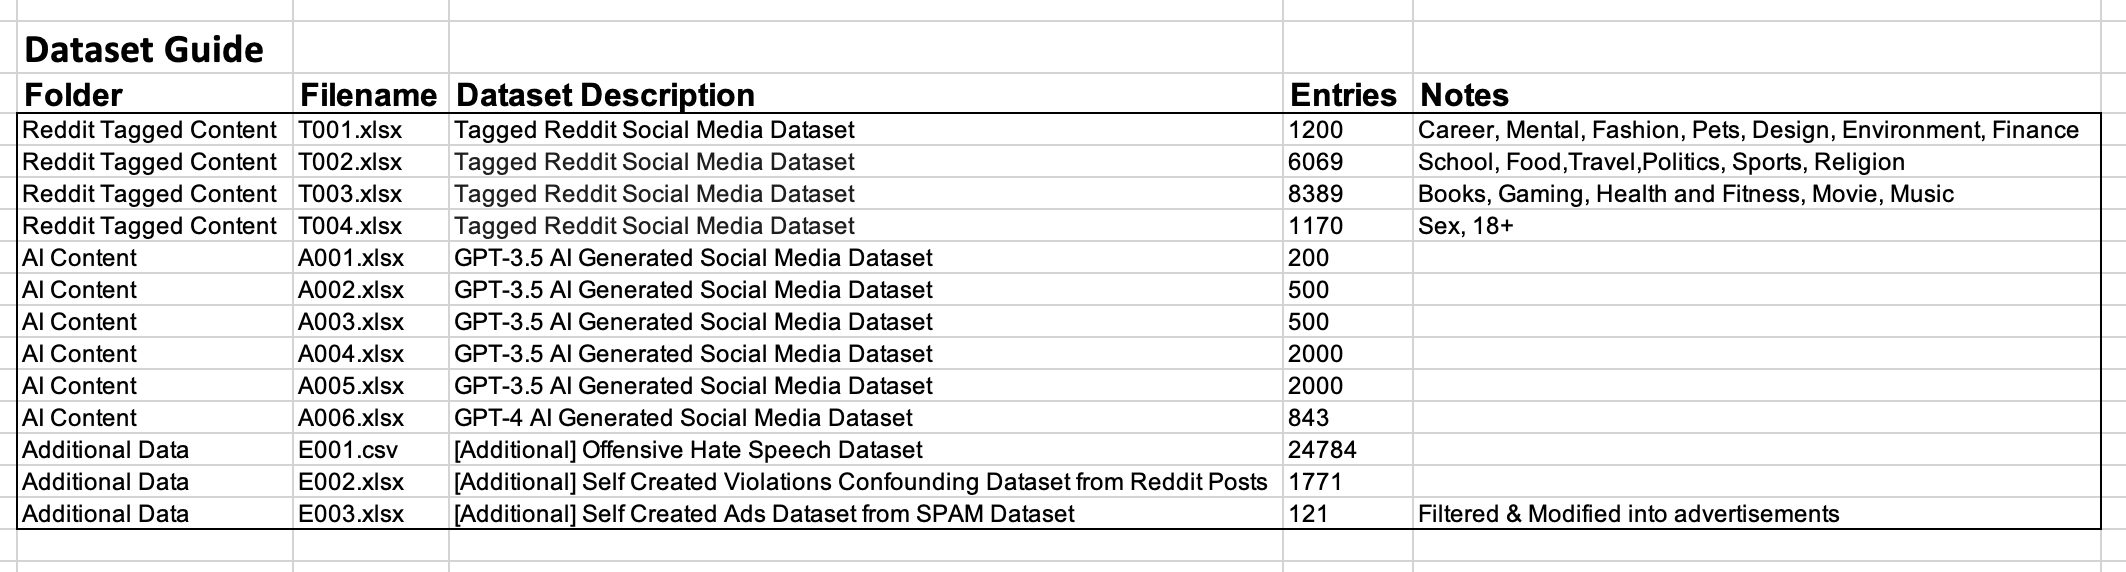 Dataset Guide
Folder Filename Dataset Description Entries Notes
Reddit Tagged Content T001.xlsx Tagged Reddit Social Media Dataset 1200 Career, Mental, Fashion, Pets, Design, Environment, Finance
Reddit Tagged Content T002.xlsx Tagged Reddit Social Media Dataset 6069 School, Food,Travel,Politics, Sports, Religion
Reddit Tagged Content T003.xlsx Tagged Reddit Social Media Dataset 8389 Books, Gaming, Health and Fitness, Movie, Music
Reddit Tagged Content T004.xlsx Tagged Reddit Social Media Dataset 1170 Sex, 18+
AI Content A001.xlsx GPT-3.5 AI Generated Social Media Dataset 200
AI Content A002.xlsx GPT-3.5 AI Generated Social Media Dataset 500
AI Content A003.xlsx GPT-3.5 AI Generated Social Media Dataset 500
AI Content A004.xlsx GPT-3.5 AI Generated Social Media Dataset 2000
AI Content A005.xlsx GPT-3.5 AI Generated Social Media Dataset 2000
AI Content A006.xlsx GPT-4 AI Generated Social Media Dataset 843
Additional Data E001.csv [Additional] Offensive Hate Speech Dataset 24784
Additional Data E002.xlsx [Additional] Self Created Violations Confounding Dataset from Reddit Posts 1771
Additional Data E003.xlsx [Additional] Self Created Ads Dataset from SPAM Dataset 121 Filtered & Modified into advertisements